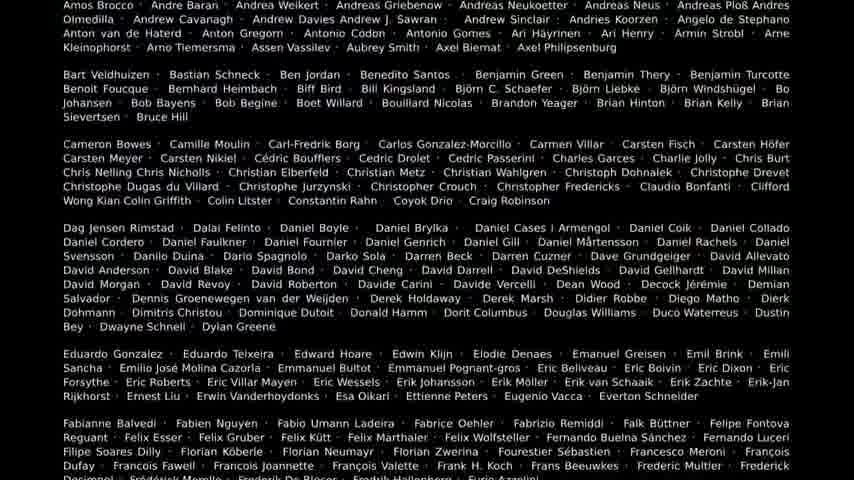 Amos Brocco · Andre Baran · Andrea Weikert · Andreas Griebenow · Andreas Neukoetter · Andreas Neus · Andreas Ploß Andres
Olmedilla · Andrew Cavanagh · Andrew Davies Andrew J. Sawran · Andrew Sinclair · Andries Koorzen · Angelo de Stephano
Anton van de Haterd · Anton Gregorn · Antonio Codon · Antonio Gomes · Ari Häyrinen · Ari Henry · Armin Strobl · Arne
Kleinophorst · Arno Tiemersma · Assen Vassilev · Aubrey Smith · Axel Biernat · Axel Philipsenburg
Bart Veldhuizen · Bastian Schneck · Ben Jordan · Benedito Santos · Benjamin Green · Benjamin Thery · Benjamin Turcotte
Benoit Foucque · Bernhard Heimbach · Biff Bird · Bill Kingsland · Björn C. Schaefer · Björn Liebke · Björn Windshügel · Bo
Johansen · Bob Bayens · Bob Begine · Boet Willard · Bouillard Nicolas · Brandon Yeager · Brian Hinton · Brian Kelly · Brian
Sievertsen · Bruce Hill
Cameron Bowes · Camille Moulin · Carl-Fredrik Borg · Carlos Gonzalez-Morcillo · Carmen Villar · Carsten Fisch · Carsten Höfer
Carsten Meyer · Carsten Nikiel · Cédric Boufflers · Cedric Drolet · Cedric Passerini · Charles Garces · Charlie Jolly · Chris Burt
Chris Nelling Chris Nicholls · Christian Elberfeld · Christian Metz · Christian Wahlgren · Christoph Dohnalek · Christophe Drevet
Christophe Dugas du Villard · Christophe Jurzynski · Christopher Crouch · Christopher Fredericks · Claudio Bonfanti · Clifford
Wong Kian Colin Griffith · Colin Litster · Constantin Rahn · Coyok Drio · Craig Robinson
Dag Jensen Rimstad · Dalai Felinto · Daniel Boyle · Daniel Brylka · Daniel Cases i Armengol · Daniel Coik · Daniel Collado
Daniel Cordero · Daniel Faulkner · Daniel Fournier · Daniel Genrich · Daniel Gill · Daniel Mårtensson · Daniel Rachels · Daniel
Svensson · Danilo Duina · Dario Spagnolo · Darko Sola · Darren Beck · Darren Cuzner · Dave Grundgeiger · David Allevato
David Anderson · David Blake · David Bond · David Cheng · David Darrell · David DeShields · David Gellhardt · David Millan
David Morgan · David Revoy · David Roberton · Davide Carini · Davide Vercelli · Dean Wood · Decock Jérémie · Demian
Salvador · Dennis Groenewegen van der Weijden · Derek Holdaway · Derek Marsh · Didier Robbe · Diego Matho · Dierk
Dohmann · Dimitris Christou · Dominique Dutoit · Donald Hamm · Dorit Columbus · Douglas Williams · Duco Waterreus · Dustin
Bey · Dwayne Schnell · Dylan Greene
Eduardo Gonzalez · Eduardo Teixeira · Edward Hoare · Edwin Klijn · Elodie Denaes · Emanuel Greisen · Emil Brink · Emili
Sancha · Emilio José Molina Cazorla · Emmanuel Bultot · Emmanuel Pognant-gros · Eric Beliveau · Eric Boivin · Eric Dixon · Eric
Forsythe · Eric Roberts · Eric Villar Mayen · Eric Wessels · Erik Johansson · Erik Möller · Erik van Schaaik · Erik Zachte · Erik-Jan
Rijkhorst · Ernest Liu · Erwin Vanderhoydonks · Esa Oikari · Ettienne Peters · Eugenio Vacca · Everton Schneider
Fabianne Balvedi · Fabien Nguyen · Fabio Umann Ladeira · Fabrice Oehler · Fabrizio Remiddi · Falk Büttner · Felipe Fontova
Reguant · Felix Esser · Felix Gruber · Felix Kütt · Felix Marthaler · Felix Wolfsteller · Fernando Buelna Sánchez · Fernando Luceri
Filipe Soares Dilly · Florian Köberle · Florian Neumayr · Florian Zwerina · Fourestier Sébastien · Francesco Meroni · François
Dufay · Francois Fawell · Francois Joannette · François Valette · Frank H. Koch · Frans Beeuwkes · Frederic Multier · Frederick